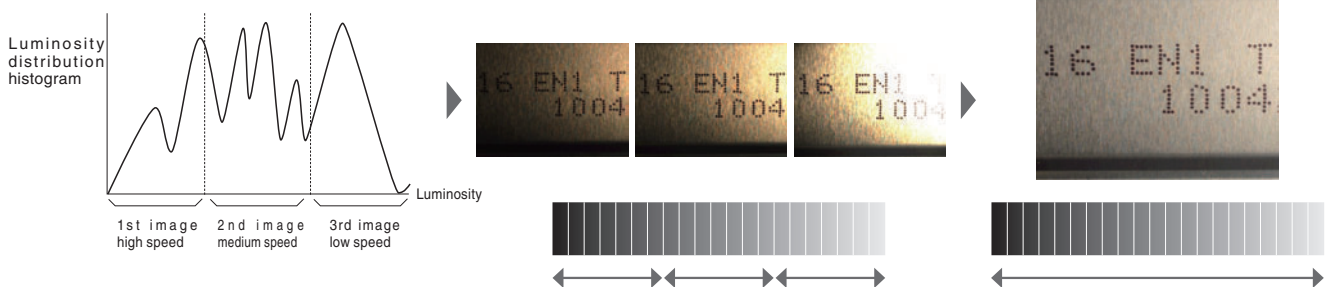 Luminosity
distribution
histogram
Luminosity
1st image
high speed
2nd image
medium speed
3rd image
low speed
16 EN1 T
1004
16 EN1 T
1004
16 EN1 T
1004
16 EN1 T
1004